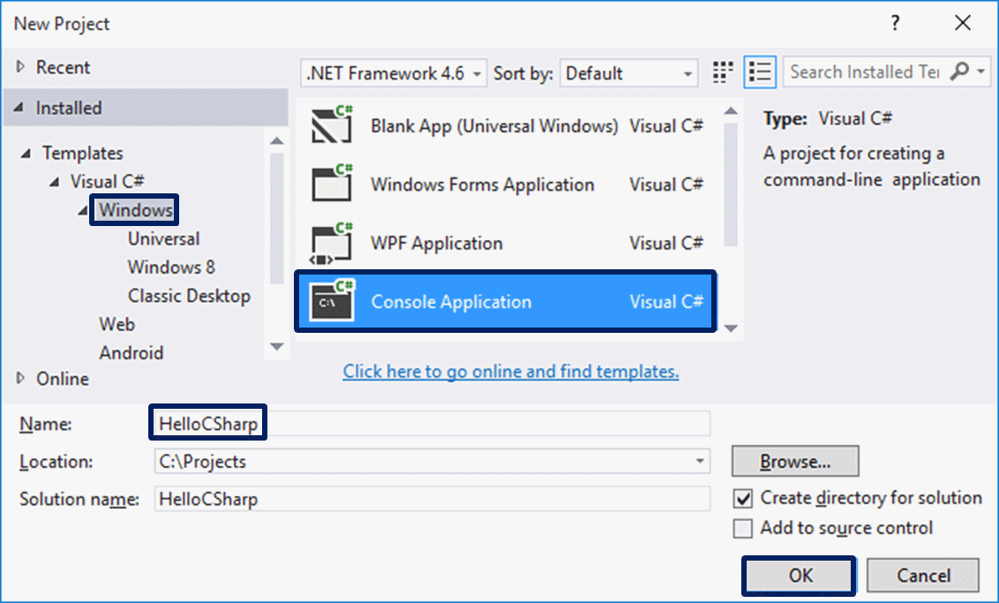 New Project
?
Recent
Installed
Templates
Visual C#
Windows
Universal
Windows 8
Classic Desktop
Web
Android
Online
.NET Framework 4.6
Sort by:
Default
Search Installed Te
C# Blank App (Universal Windows) Visual C#
C# Windows Forms Application Visual C#
C# WPF Application Visual C#
C# C:\ Console Application Visual C#
Click here to go online and find templates.
Type: Visual C#
A project for creating a
command-line application
Name: HelloCSharp
Location: C:\Projects
Browse...
Solution name: HelloCSharp
Create directory for solution
Add to source control
OK
Cancel